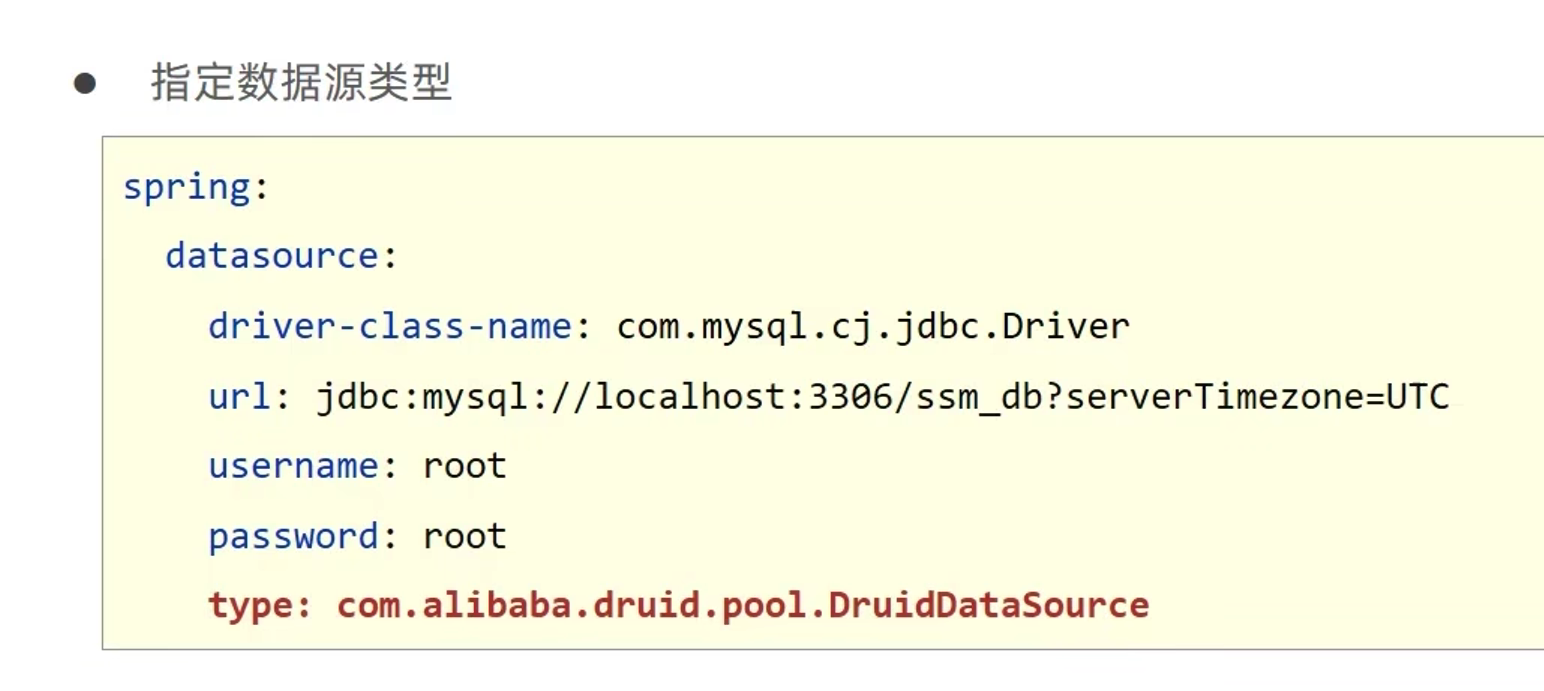 ● 指定数据源类型
spring:
  datasource:
    driver-class-name: com.mysql.cj.jdbc.Driver
    url: jdbc:mysql://localhost:3306/ssm_db?serverTimezone=UTC
    username: root
    password: root
    type: com.alibaba.druid.pool.DruidDataSource